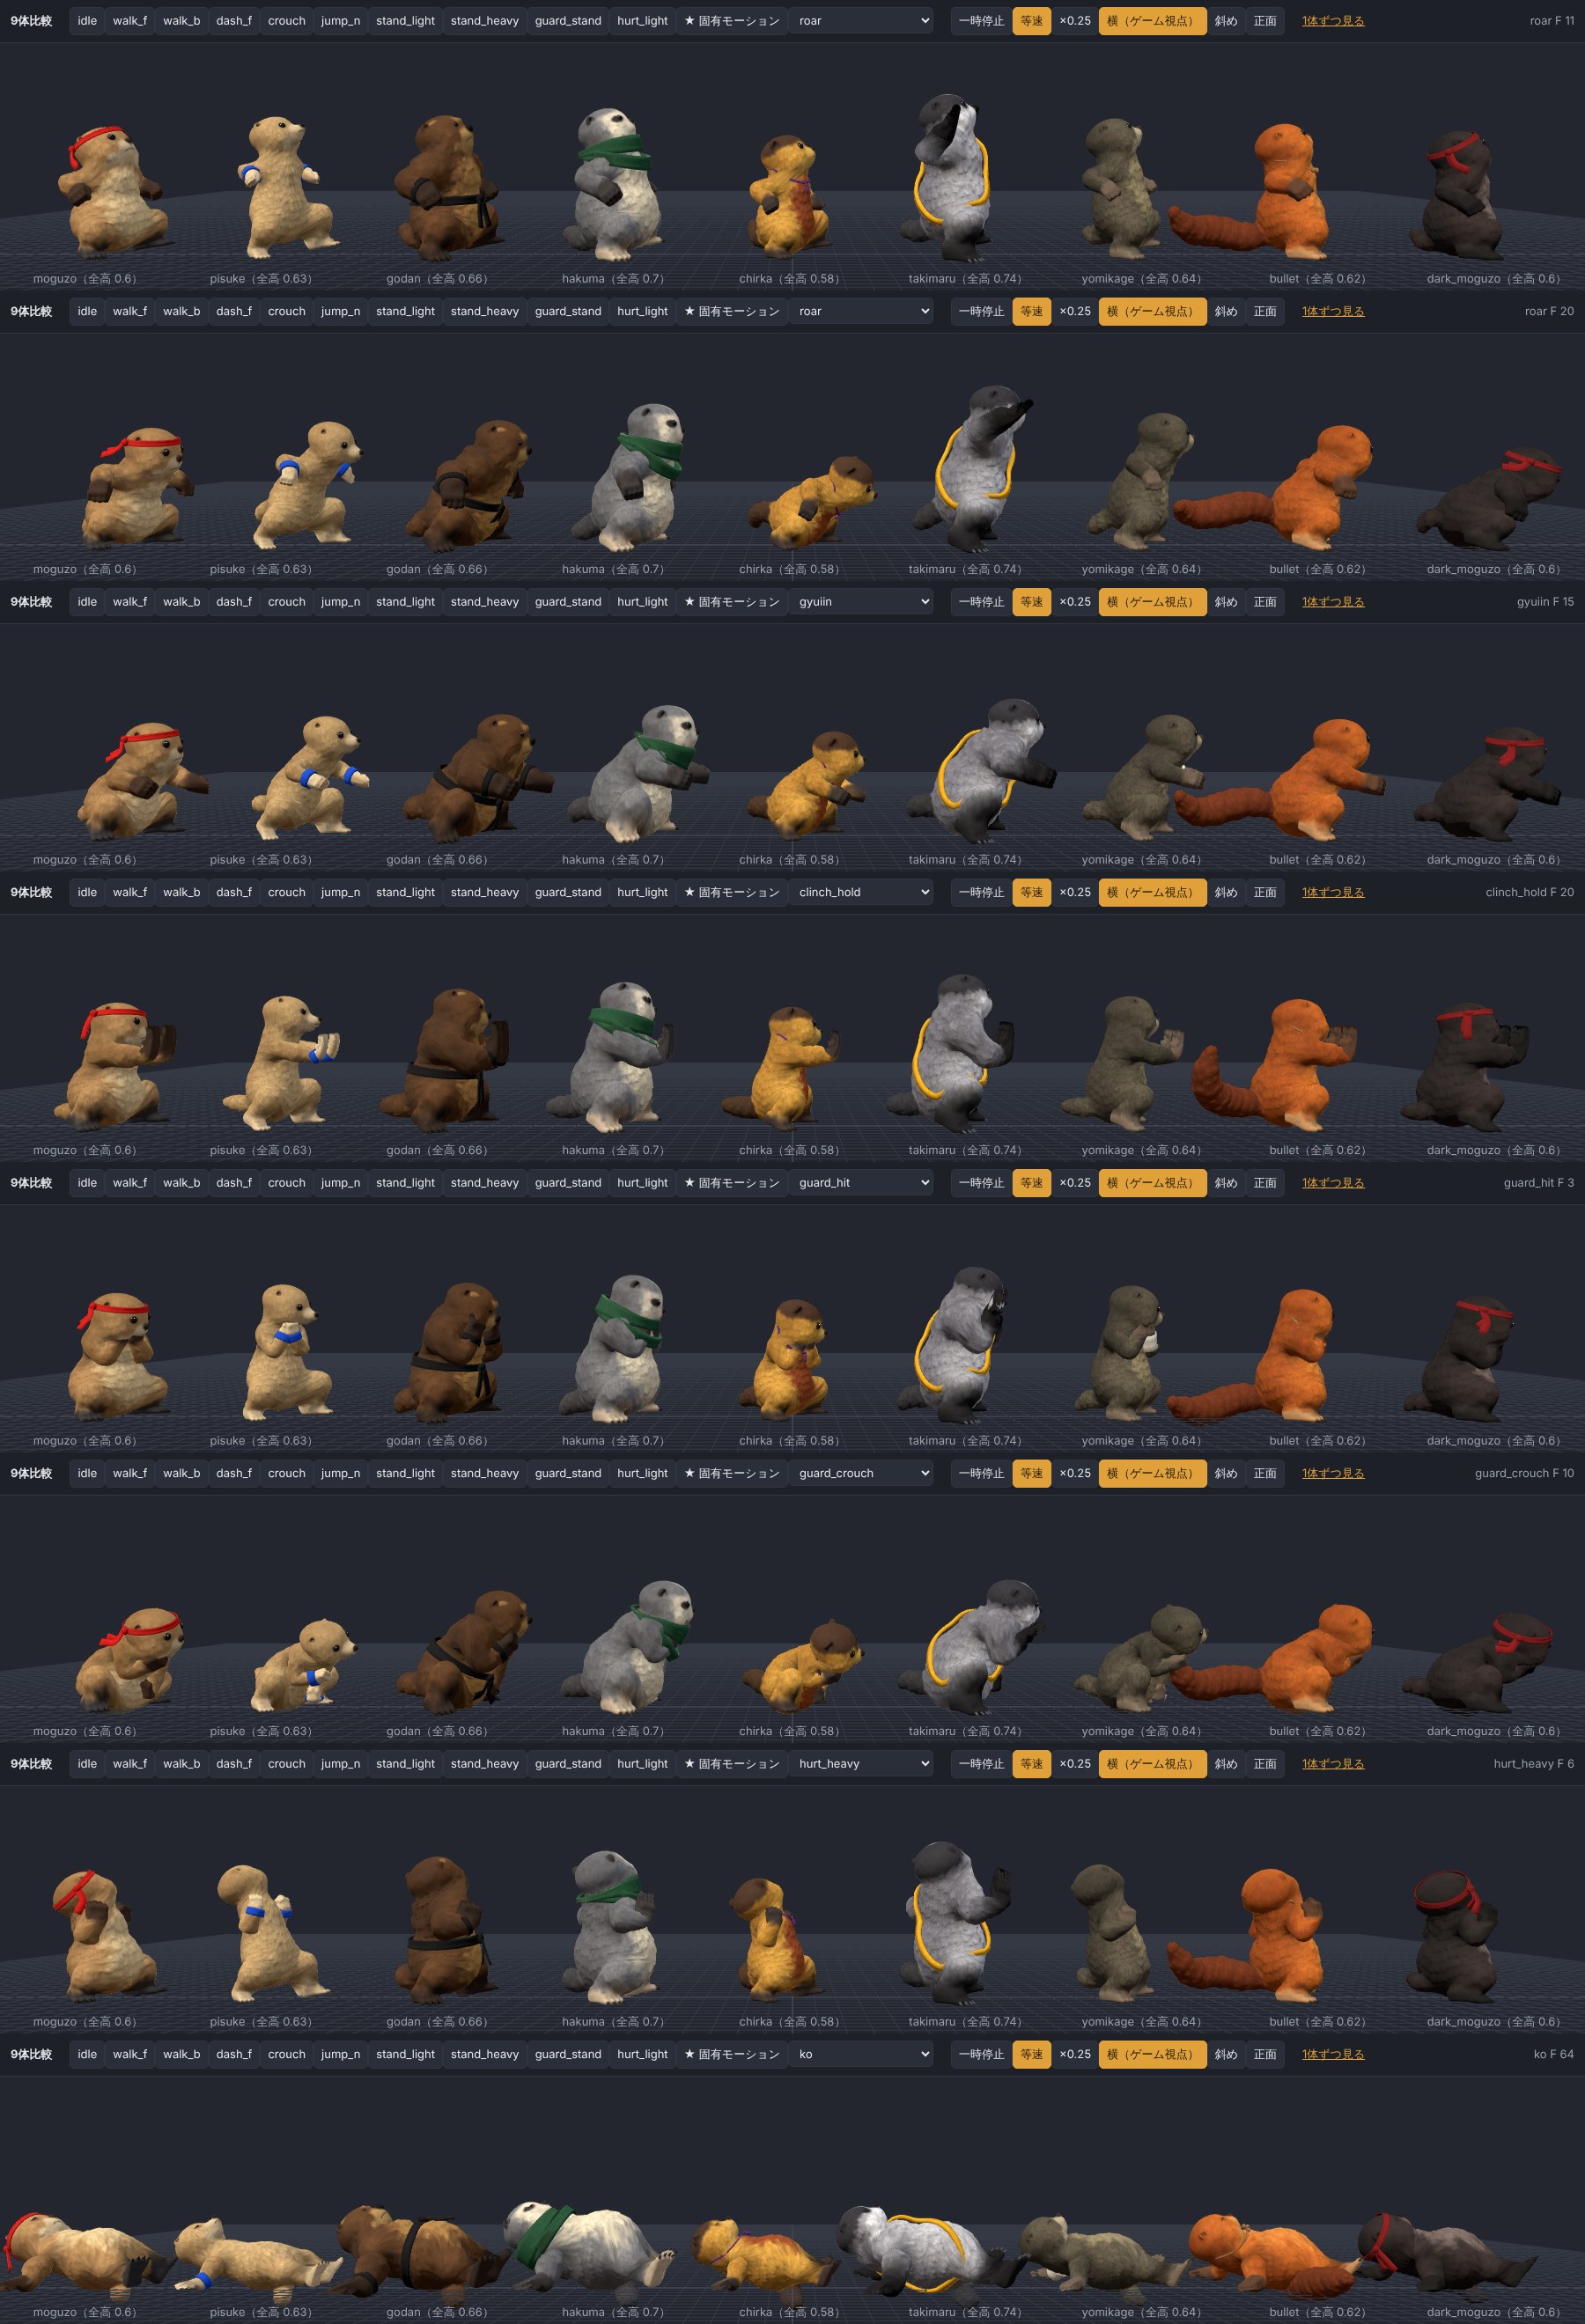 9体比較 idle walk_f walk_b dash_f crouch jump_n stand_light stand_heavy guard_stand hurt_light ★ 固有モーション roar 一時停止 等速 ×0.25 横（ゲーム視点） 斜め 正面 1体ずつ見る roar F 11
moguzo（全高 0.6） pisuke（全高 0.63） godan（全高 0.66） hakuma（全高 0.7） chirka（全高 0.58） takimaru（全高 0.74） yomikage（全高 0.64） bullet（全高 0.62） dark_moguzo（全高 0.6）
9体比較 idle walk_f walk_b dash_f crouch jump_n stand_light stand_heavy guard_stand hurt_light ★ 固有モーション roar 一時停止 等速 ×0.25 横（ゲーム視点） 斜め 正面 1体ずつ見る roar F 20
moguzo（全高 0.6） pisuke（全高 0.63） godan（全高 0.66） hakuma（全高 0.7） chirka（全高 0.58） takimaru（全高 0.74） yomikage（全高 0.64） bullet（全高 0.62） dark_moguzo（全高 0.6）
9体比較 idle walk_f walk_b dash_f crouch jump_n stand_light stand_heavy guard_stand hurt_light ★ 固有モーション gyuiin 一時停止 等速 ×0.25 横（ゲーム視点） 斜め 正面 1体ずつ見る gyuiin F 15
moguzo（全高 0.6） pisuke（全高 0.63） godan（全高 0.66） hakuma（全高 0.7） chirka（全高 0.58） takimaru（全高 0.74） yomikage（全高 0.64） bullet（全高 0.62） dark_moguzo（全高 0.6）
9体比較 idle walk_f walk_b dash_f crouch jump_n stand_light stand_heavy guard_stand hurt_light ★ 固有モーション clinch_hold 一時停止 等速 ×0.25 横（ゲーム視点） 斜め 正面 1体ずつ見る clinch_hold F 20
moguzo（全高 0.6） pisuke（全高 0.63） godan（全高 0.66） hakuma（全高 0.7） chirka（全高 0.58） takimaru（全高 0.74） yomikage（全高 0.64） bullet（全高 0.62） dark_moguzo（全高 0.6）
9体比較 idle walk_f walk_b dash_f crouch jump_n stand_light stand_heavy guard_stand hurt_light ★ 固有モーション guard_hit 一時停止 等速 ×0.25 横（ゲーム視点） 斜め 正面 1体ずつ見る guard_hit F 3
moguzo（全高 0.6） pisuke（全高 0.63） godan（全高 0.66） hakuma（全高 0.7） chirka（全高 0.58） takimaru（全高 0.74） yomikage（全高 0.64） bullet（全高 0.62） dark_moguzo（全高 0.6）
9体比較 idle walk_f walk_b dash_f crouch jump_n stand_light stand_heavy guard_stand hurt_light ★ 固有モーション guard_crouch 一時停止 等速 ×0.25 横（ゲーム視点） 斜め 正面 1体ずつ見る guard_crouch F 10
moguzo（全高 0.6） pisuke（全高 0.63） godan（全高 0.66） hakuma（全高 0.7） chirka（全高 0.58） takimaru（全高 0.74） yomikage（全高 0.64） bullet（全高 0.62） dark_moguzo（全高 0.6）
9体比較 idle walk_f walk_b dash_f crouch jump_n stand_light stand_heavy guard_stand hurt_light ★ 固有モーション hurt_heavy 一時停止 等速 ×0.25 横（ゲーム視点） 斜め 正面 1体ずつ見る hurt_heavy F 6
moguzo（全高 0.6） pisuke（全高 0.63） godan（全高 0.66） hakuma（全高 0.7） chirka（全高 0.58） takimaru（全高 0.74） yomikage（全高 0.64） bullet（全高 0.62） dark_moguzo（全高 0.6）
9体比較 idle walk_f walk_b dash_f crouch jump_n stand_light stand_heavy guard_stand hurt_light ★ 固有モーション ko 一時停止 等速 ×0.25 横（ゲーム視点） 斜め 正面 1体ずつ見る ko F 64
moguzo（全高 0.6） pisuke（全高 0.63） godan（全高 0.66） hakuma（全高 0.7） chirka（全高 0.58） takimaru（全高 0.74） yomikage（全高 0.64） bullet（全高 0.62） dark_moguzo（全高 0.6）